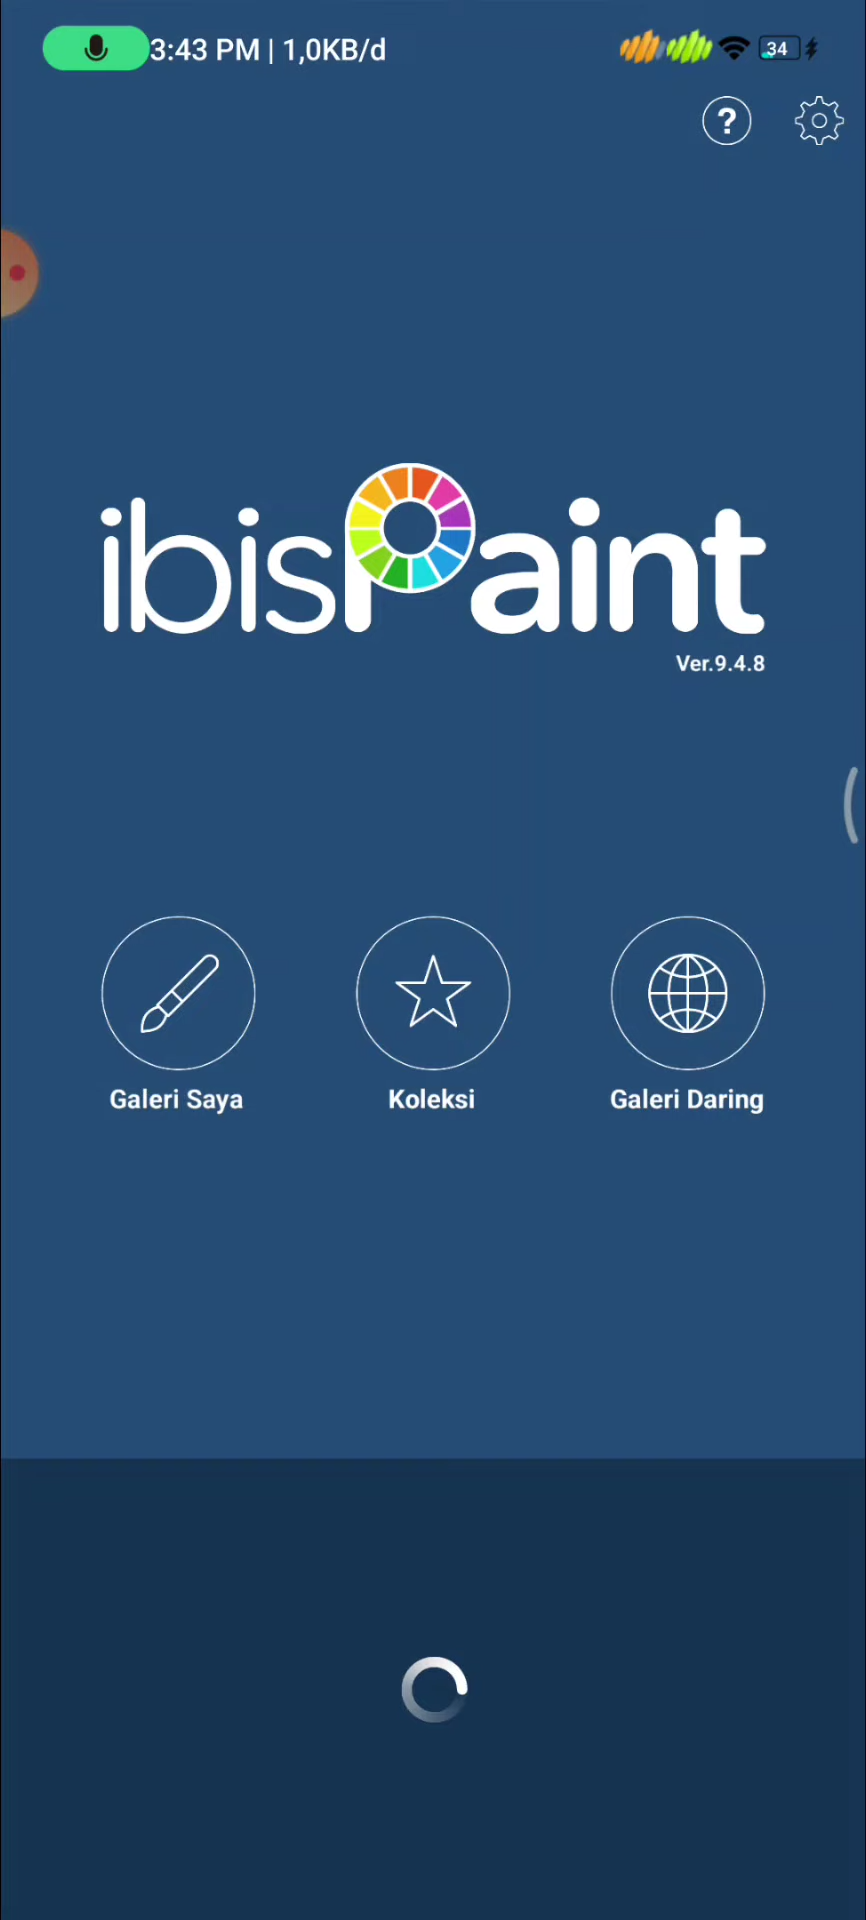 3:43 PM | 1,0KB/d
34
?
ibisPaint
Ver.9.4.8
Galeri Saya
Koleksi
Galeri Daring